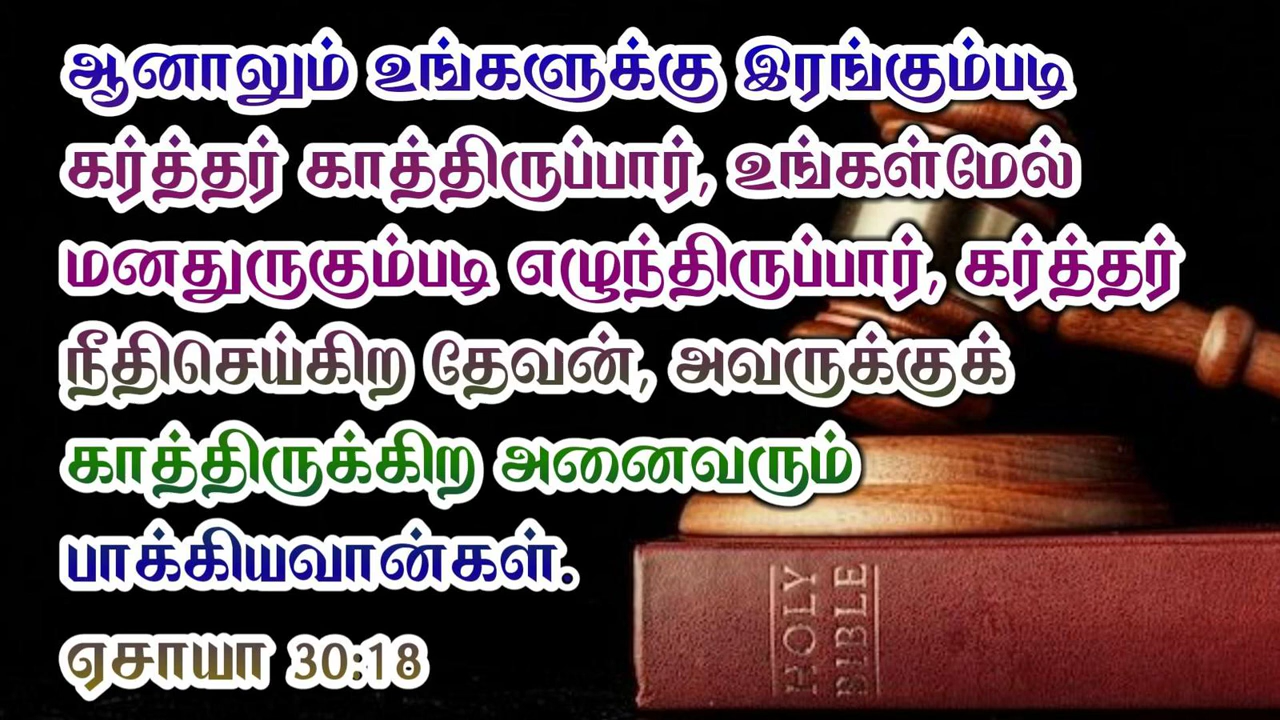 ஆனாலும் உங்களுக்கு இரங்கும்படி
கர்த்தர் காத்திருப்பார், உங்கள்மேல்
மனதுருகும்படி எழுந்திருப்பார், கர்த்தர்
நீதிசெய்கிற தேவன், அவருக்குக்
காத்திருக்கிற அனைவரும்
பாக்கியவான்கள்.
ஏசாயா 30:18
HOLY
BIBLE